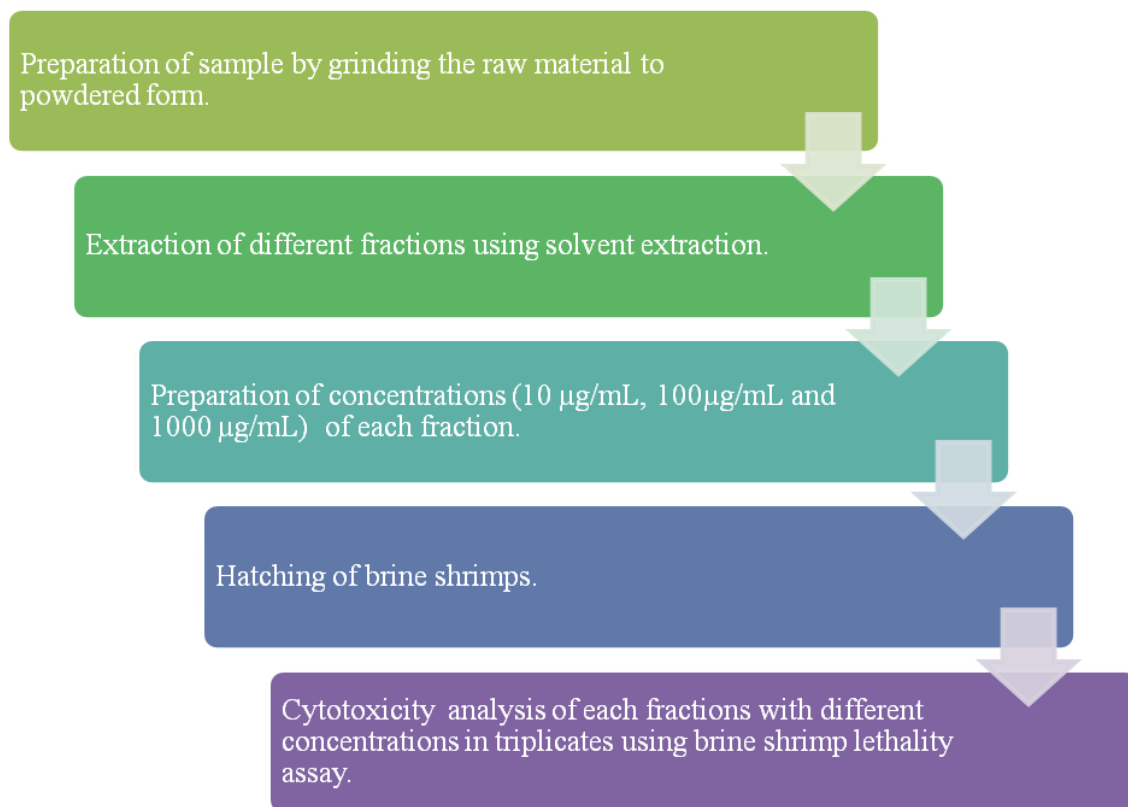 Preparation of sample by grinding the raw material to
powdered form.
Extraction of different fractions using solvent extraction.
Preparation of concentrations (10 µg/mL, 100µg/mL and
1000 µg/mL)  of each fraction.
Hatching of brine shrimps.
Cytotoxicity  analysis of each fractions with different
concentrations in triplicates using brine shrimp lethality
assay.